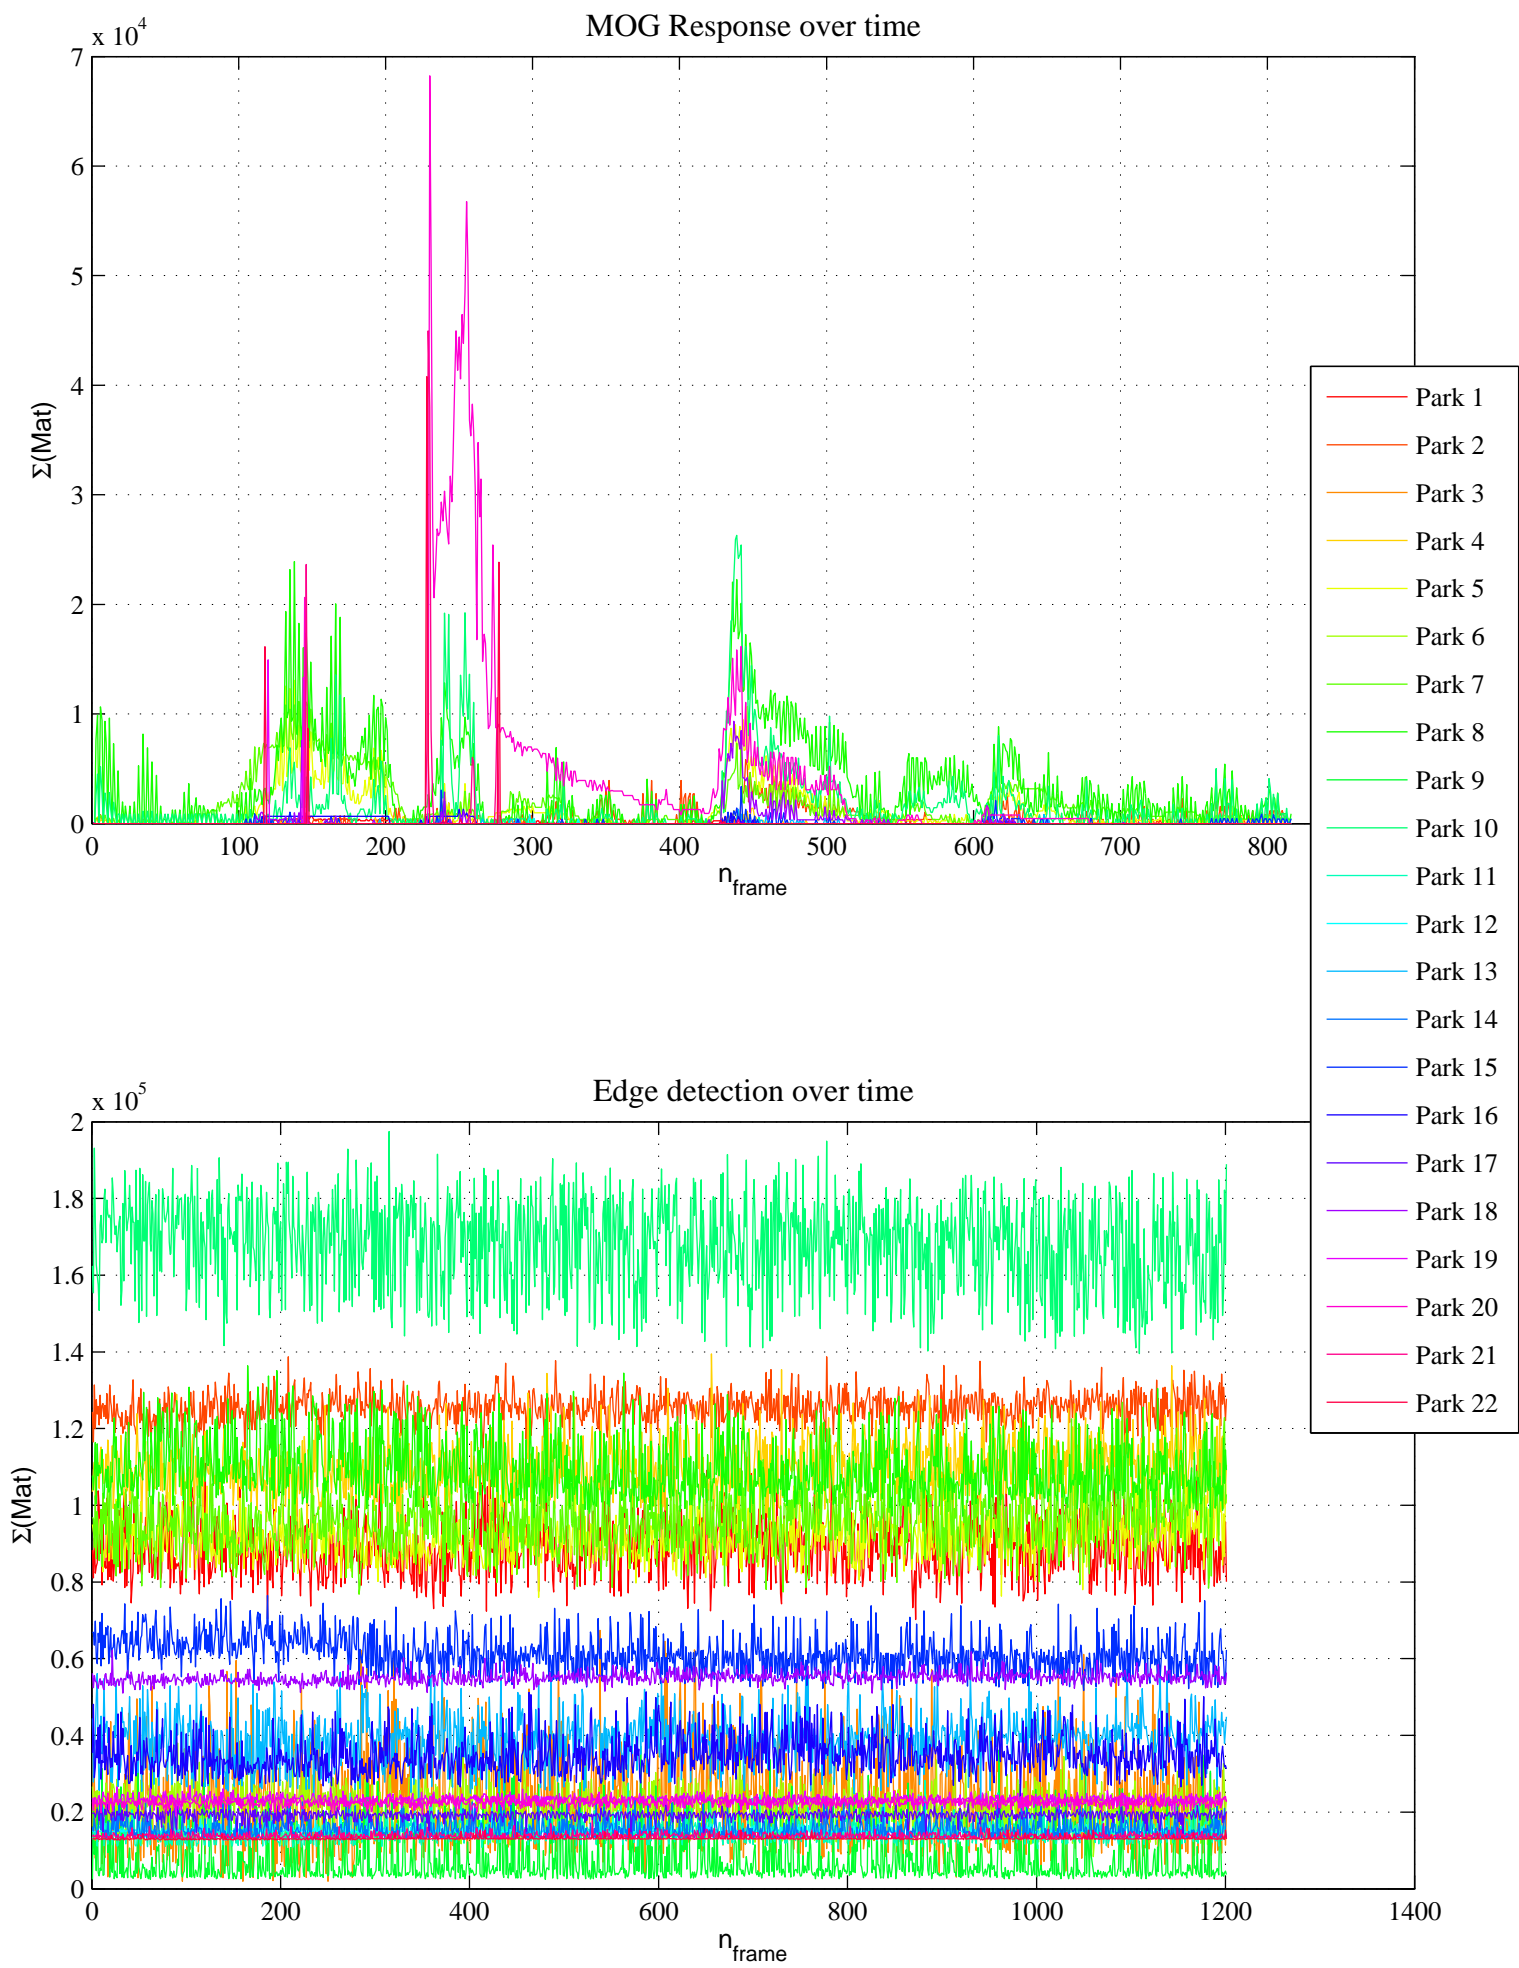 MOG Response over time
x 10^4
7
6
5
4
3
2
1
0
Σ(Mat)
0 100 200 300 400 500 600 700 800
n_frame
Park 1
Park 2
Park 3
Park 4
Park 5
Park 6
Park 7
Park 8
Park 9
Park 10
Park 11
Park 12
Park 13
Park 14
Park 15
Park 16
Park 17
Park 18
Park 19
Park 20
Park 21
Park 22
Edge detection over time
x 10^5
2
1.8
1.6
1.4
1.2
1
0.8
0.6
0.4
0.2
0
Σ(Mat)
0 200 400 600 800 1000 1200 1400
n_frame